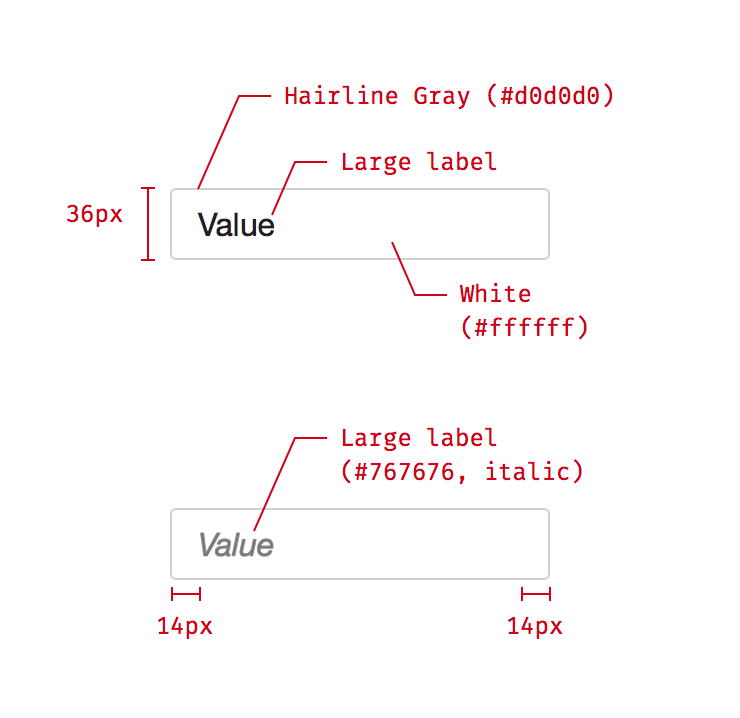 Hairline Gray (#d0d0d0)
Large label
36px
Value
White
(#ffffff)
Large label
(#767676, italic)
Value
14px
14px